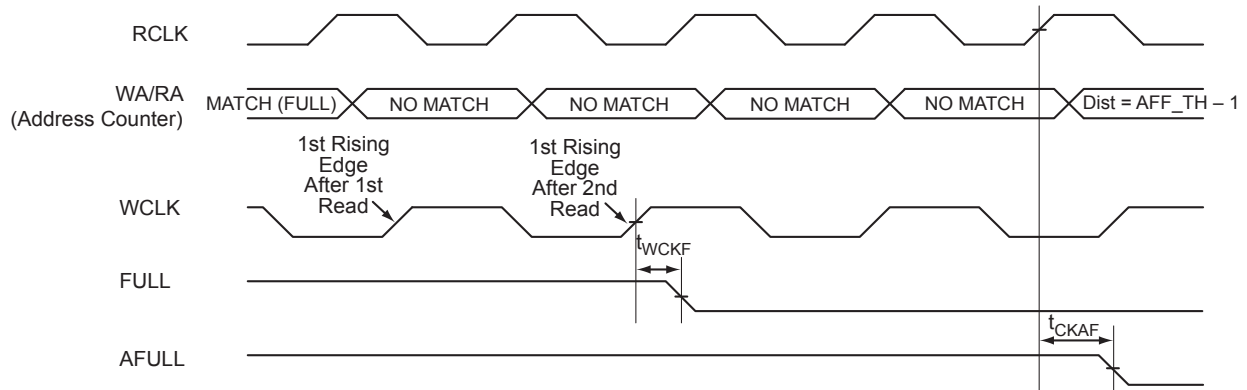 RCLK
WA/RA
(Address Counter)
MATCH (FULL)
NO MATCH
NO MATCH
NO MATCH
NO MATCH
Dist = AFF_TH – 1
1st Rising
Edge
After 1st
Read
1st Rising
Edge
After 2nd
Read
WCLK
tWCKF
FULL
tCKAF
AFULL